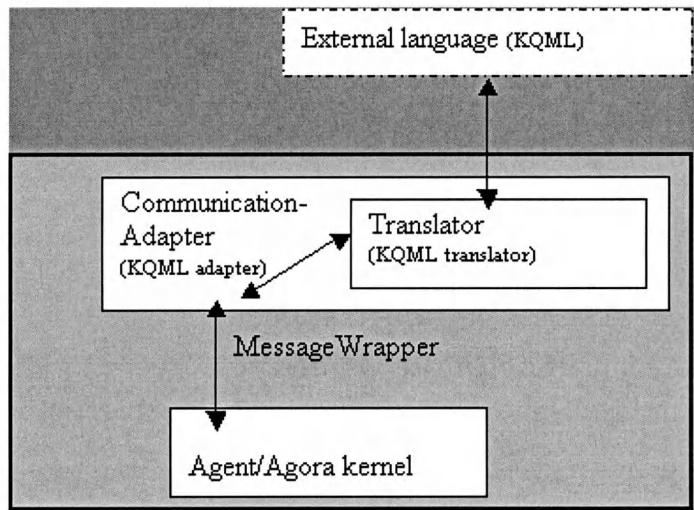 External language (KQML)
Communication-
Adapter
(KQML adapter)
Translator
(KQML translator)
MessageWrapper
Agent/Agora kernel